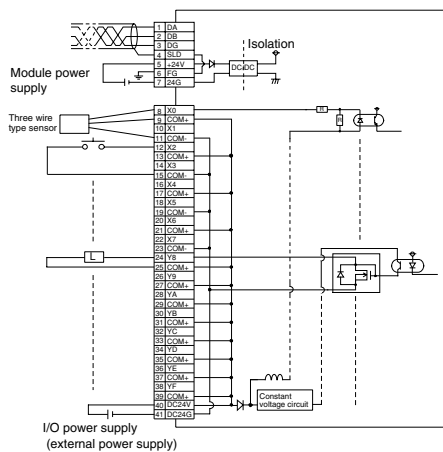 1 DA
2 DB
3 DG
4 SLD
5 +24V
6 FG
7 24G
Isolation
DC/DC
Module power
supply
Three wire
type sensor
8 X0
9 COM+
10 X1
11 COM-
12 X2
13 COM+
14 X3
15 COM-
16 X4
17 COM+
18 X5
19 COM-
20 X6
21 COM+
22 X7
23 COM-
24 Y8
25 COM+
26 Y9
27 COM+
28 YA
29 COM+
30 YB
31 COM+
32 YC
33 COM+
34 YD
35 COM+
36 YE
37 COM+
38 YF
39 COM+
40 DC24V
41 DC24G
R
R
L
Constant
voltage circuit
I/O power supply
(external power supply)